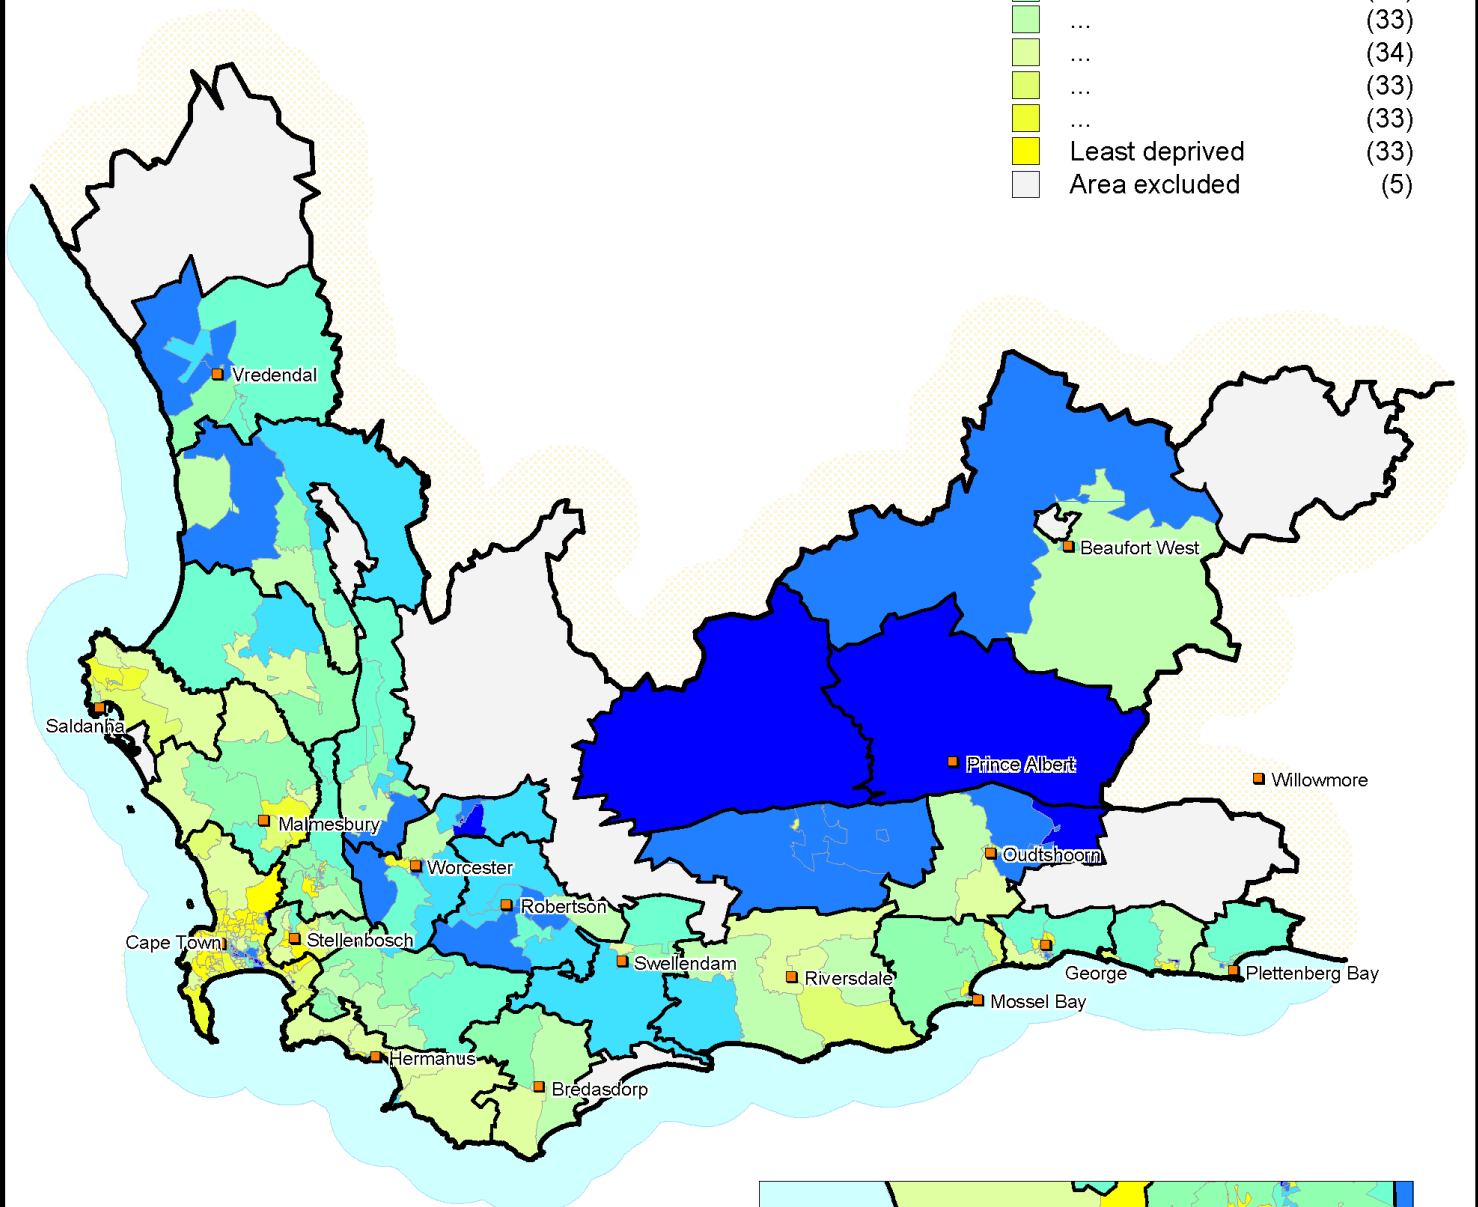 ... (33)
... (34)
... (33)
... (33)
Least deprived (33)
Area excluded (5)
Vredendal
Beaufort West
Saldanha
Prince Albert
Willowmore
Malmesbury
Oudtshoorn
Worcester
Robertson
Cape Town
Stellenbosch
Swellendam
George
Plettenberg Bay
Riversdale
Mossel Bay
Hermanus
Bredasdorp